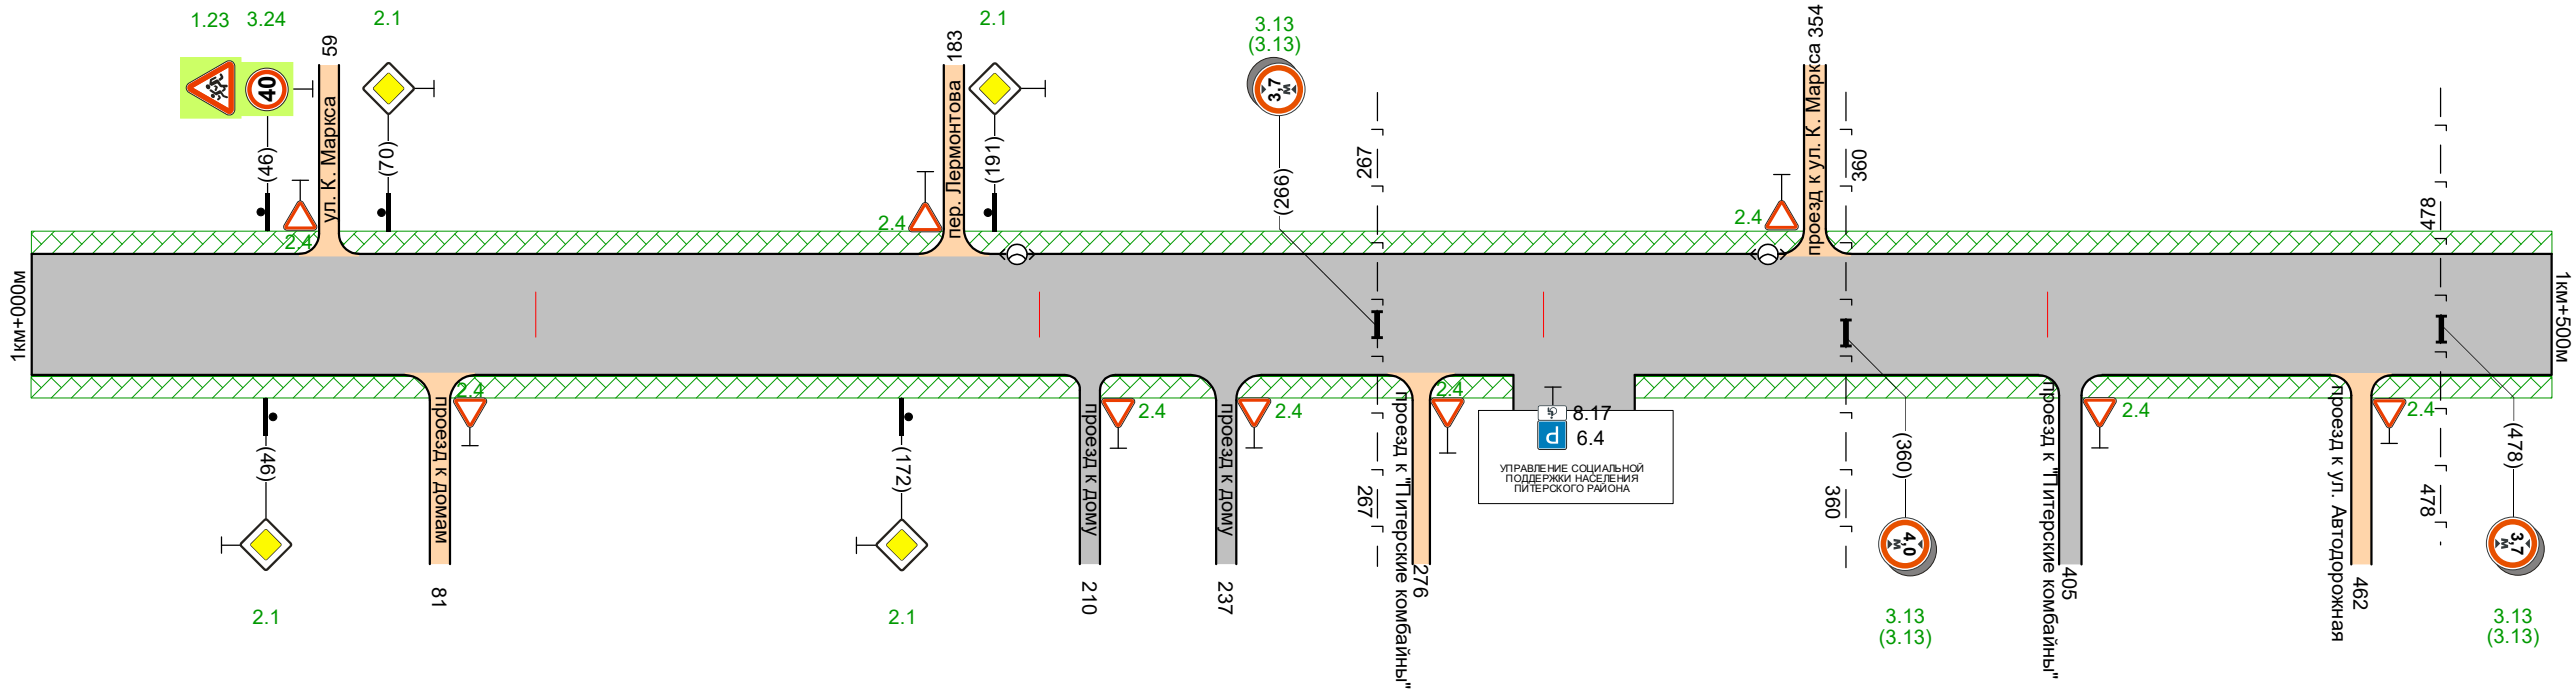 1.23
3.24
2.1
2.1
3.13
(3.13)
40
59
ул. К. Маркса
(46)
(70)
2.4
183
пер. Лермонтова
(191)
2.4
3,7
м
(266)
267
проезд к ул. К. Маркса 354
2.4
360
478
1км+000м
1км+500м
2.4
проезд к домам
81
(46)
2.1
(172)
2.1
проезд к дому
210
2.4
проезд к дому
237
2.4
267
проезд к "Питерские комбайны"
276
2.4
8.17
P
6.4
УПРАВЛЕНИЕ СОЦИАЛЬНОЙ
ПОДДЕРЖКИ НАСЕЛЕНИЯ
ПИТЕРСКОГО РАЙОНА
360
(360)
4,0
м
3.13
(3.13)
проезд к "Питерские комбайны"
405
2.4
проезд к ул. Автодорожная
462
2.4
478
(478)
3,7
м
3.13
(3.13)